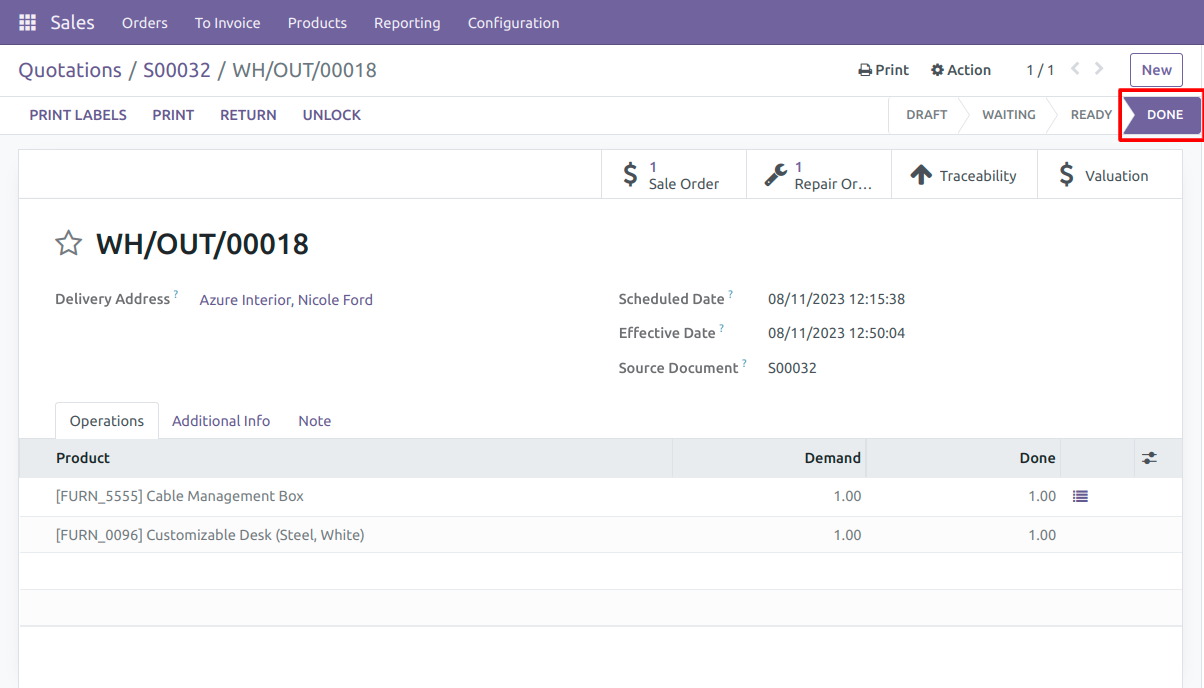 Sales Orders To Invoice Products Reporting Configuration
Quotations / S00032 / WH/OUT/00018 Print Action 1 / 1 New
PRINT LABELS PRINT RETURN UNLOCK DRAFT WAITING READY DONE
1
Sale Order
1
Repair Or...
Traceability
Valuation
WH/OUT/00018
Delivery Address ? Azure Interior, Nicole Ford
Scheduled Date ? 08/11/2023 12:15:38
Effective Date ? 08/11/2023 12:50:04
Source Document ? S00032
Operations Additional Info Note
Product Demand Done
[FURN_5555] Cable Management Box 1.00 1.00
[FURN_0096] Customizable Desk (Steel, White) 1.00 1.00